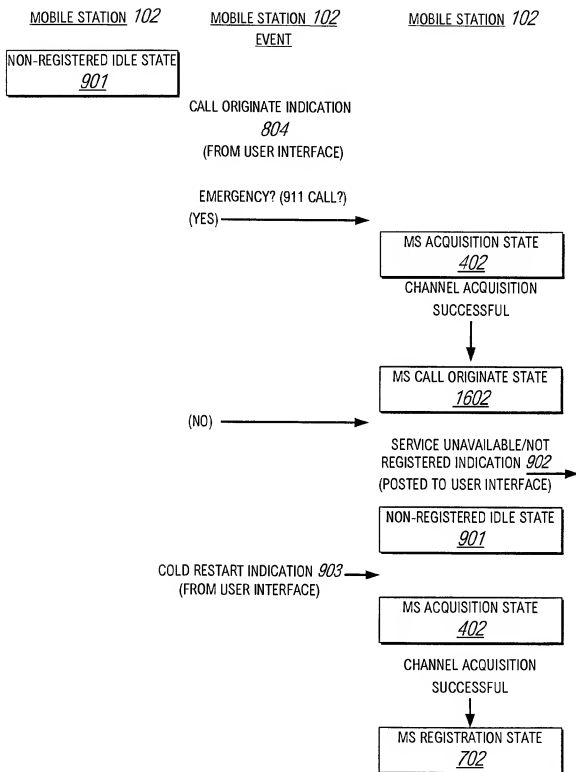 MOBILE STATION 102
MOBILE STATION 102
EVENT
MOBILE STATION 102
NON-REGISTERED IDLE STATE
901
CALL ORIGINATE INDICATION
804
(FROM USER INTERFACE)
EMERGENCY? (911 CALL?)
(YES)
MS ACQUISITION STATE
402
CHANNEL ACQUISITION
SUCCESSFUL
MS CALL ORIGINATE STATE
1602
(NO)
SERVICE UNAVAILABLE/NOT
REGISTERED INDICATION 902
(POSTED TO USER INTERFACE)
NON-REGISTERED IDLE STATE
901
COLD RESTART INDICATION 903
(FROM USER INTERFACE)
MS ACQUISITION STATE
402
CHANNEL ACQUISITION
SUCCESSFUL
MS REGISTRATION STATE
702